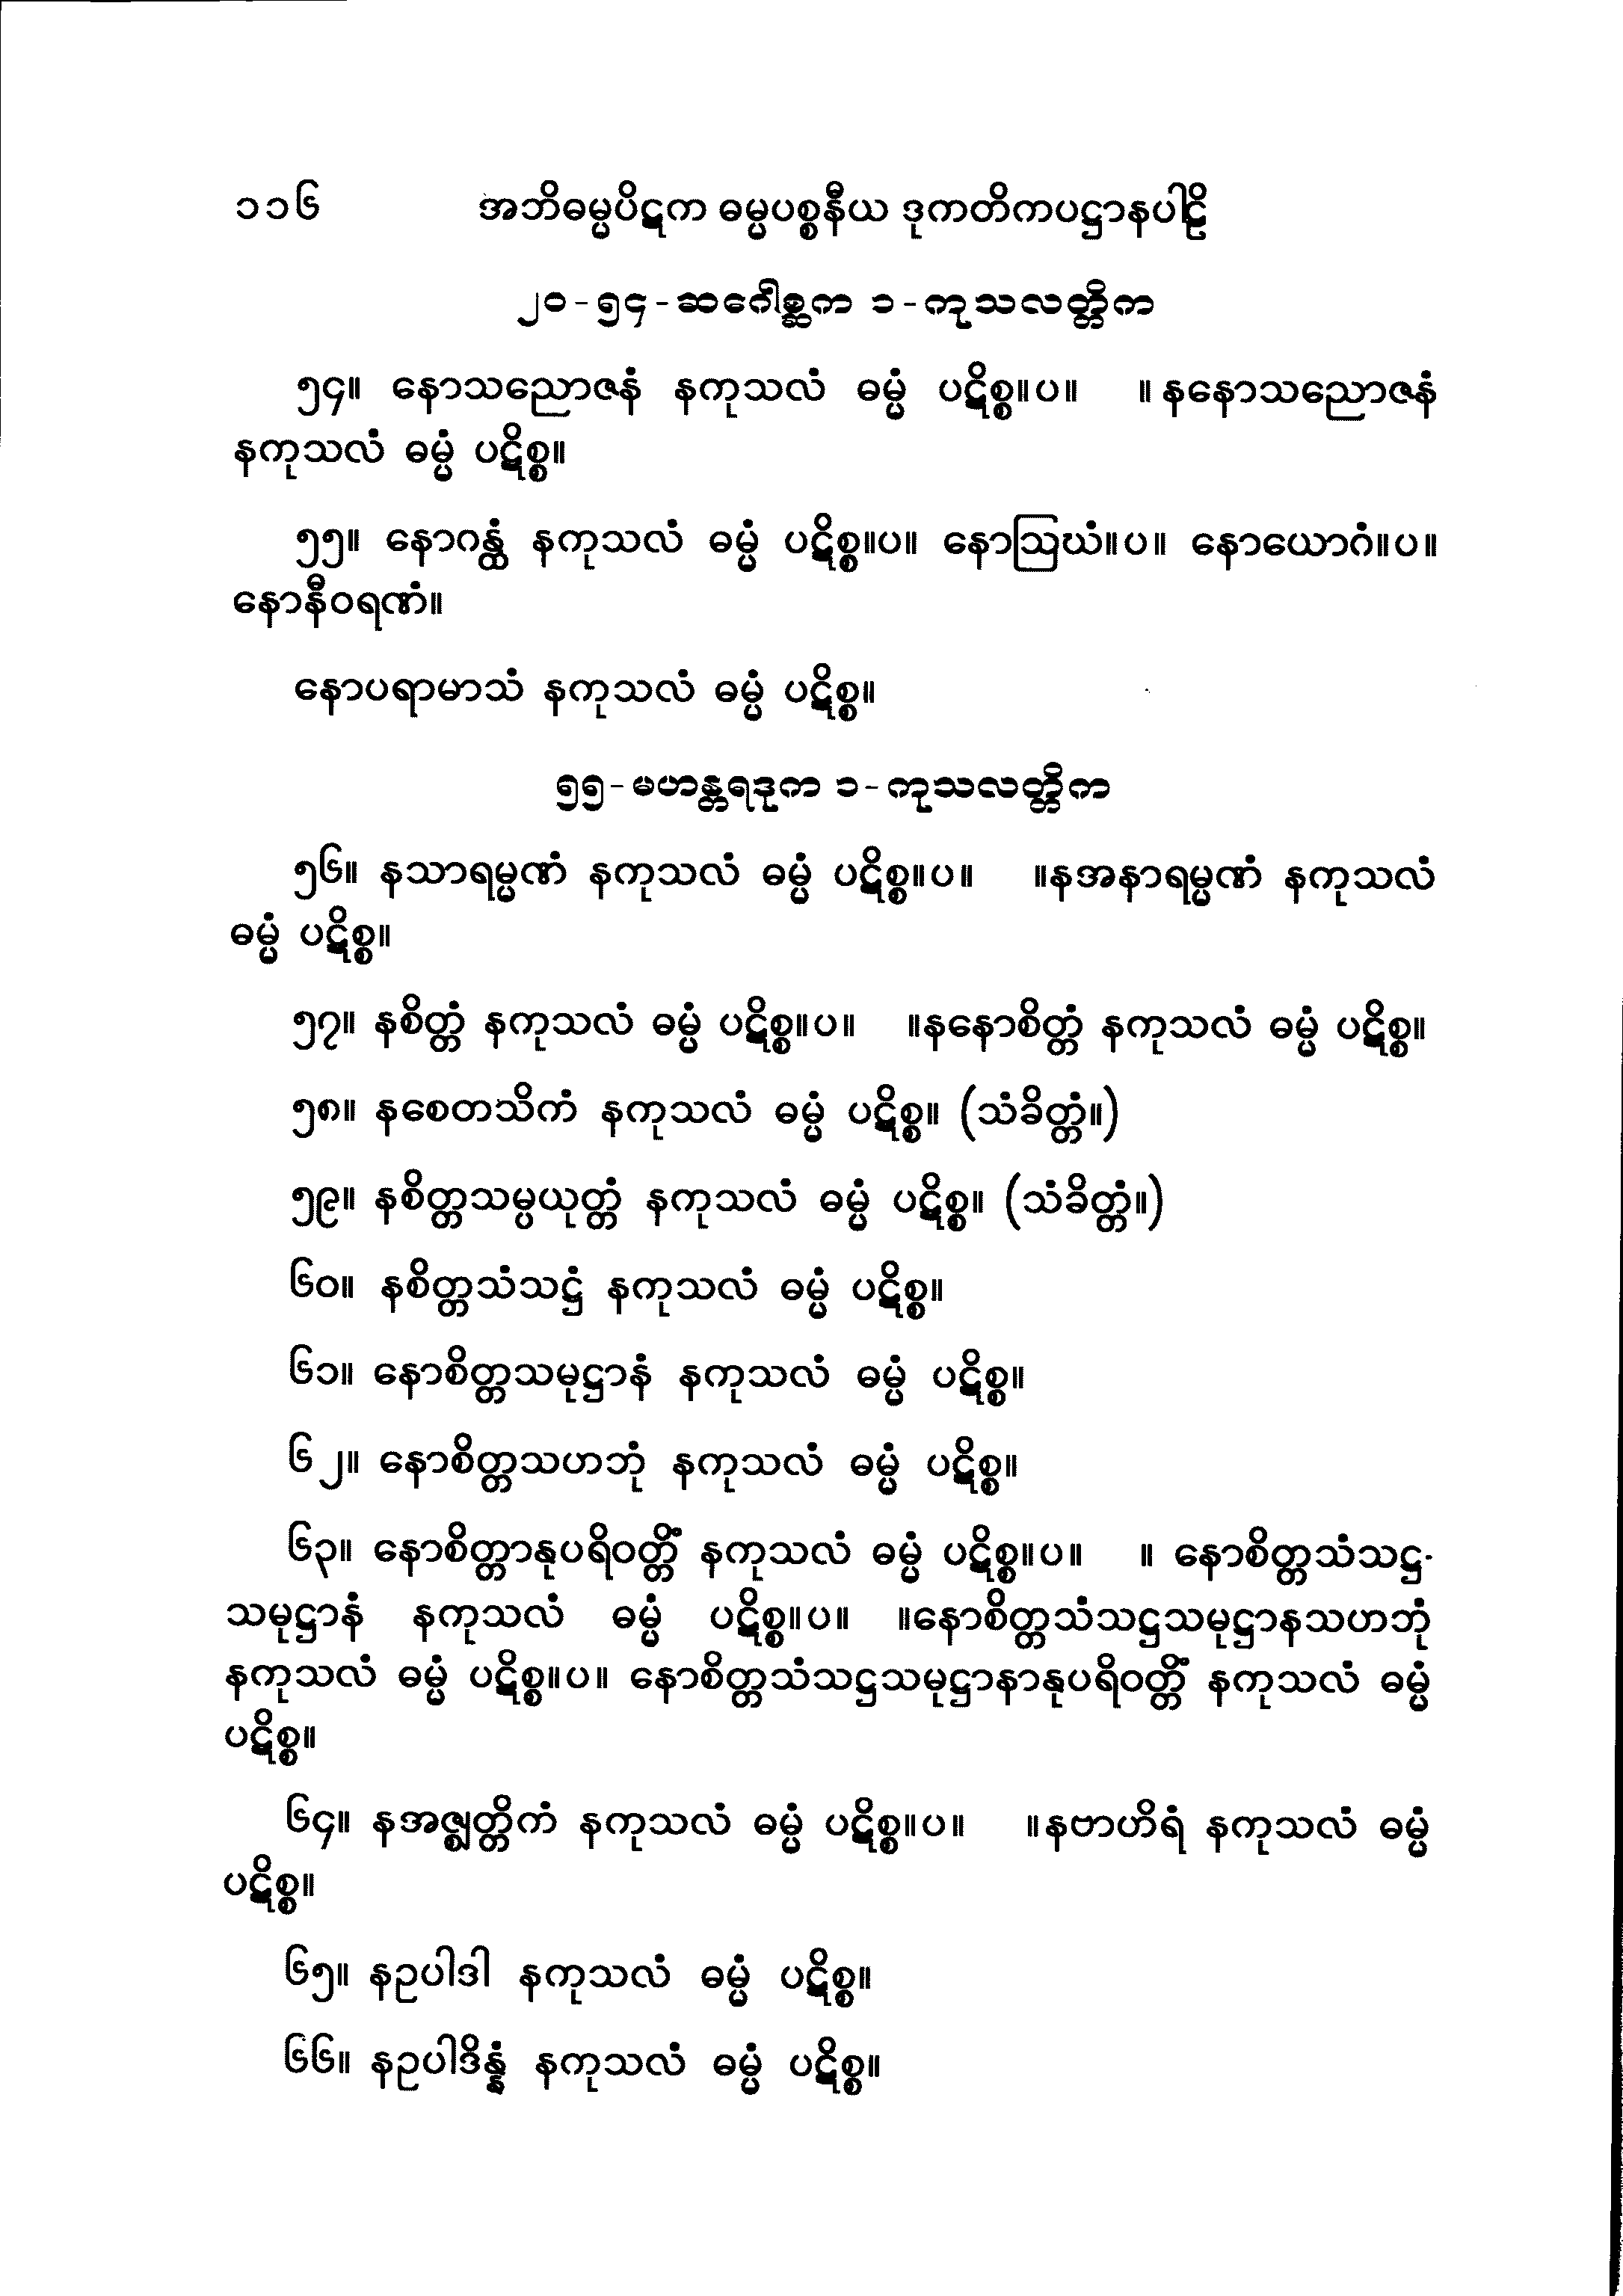 ၁၁၆ အဘိဓမ္မပိဋက ဓမ္မပစ္စနီယ ဒုကတိကပဋ္ဌာနပါဠိ
၂၀-၅၄-ဆဂေါစ္ဆက ၁-ကုသလတ္တိက
၅၄။ နောသညောဇနံ နကုသလံ ဓမ္မံ ပဋိစ္စ။ပ။ ။ နနောသညောဇနံ
နကုသလံ ဓမ္မံ ပဋိစ္စ။
၅၅။ နောဂန္ထံ နကုသလံ ဓမ္မံ ပဋိစ္စ။ပ။ နောဩဃံ။ပ။ နောယောဂံ။ပ။
နောနီဝရဏံ။
နောပရာမာသံ နကုသလံ ဓမ္မံ ပဋိစ္စ။
၅၅-မဟန္တရဒုက ၁-ကုသလတ္တိက
၅၆။ နသာရမ္မဏံ နကုသလံ ဓမ္မံ ပဋိစ္စ။ပ။ ။နအနာရမ္မဏံ နကုသလံ
ဓမ္မံ ပဋိစ္စ။
၅၇။ နစိတ္တံ နကုသလံ ဓမ္မံ ပဋိစ္စ။ပ။ ။နနောစိတ္တံ နကုသလံ ဓမ္မံ ပဋိစ္စ။
၅၈။ နစေတသိကံ နကုသလံ ဓမ္မံ ပဋိစ္စ။ (သံခိတ္တံ။)
၅၉။ နစိတ္တသမ္ပယုတ္တံ နကုသလံ ဓမ္မံ ပဋိစ္စ။ (သံခိတ္တံ။)
၆၀။ နစိတ္တသံသဋ္ဌံ နကုသလံ ဓမ္မံ ပဋိစ္စ။
၆၁။ နောစိတ္တသမုဋ္ဌာနံ နကုသလံ ဓမ္မံ ပဋိစ္စ။
၆၂။ နောစိတ္တသဟဘုံ နကုသလံ ဓမ္မံ ပဋိစ္စ။
၆၃။ နောစိတ္တာနုပရိဝတ္တိံ နကုသလံ ဓမ္မံ ပဋိစ္စ။ပ။ ။ နောစိတ္တသံသဋ္ဌ-
သမုဋ္ဌာနံ နကုသလံ ဓမ္မံ ပဋိစ္စ။ပ။ ။နောစိတ္တသံသဋ္ဌသမုဋ္ဌာနသဟဘုံ
နကုသလံ ဓမ္မံ ပဋိစ္စ။ပ။ နောစိတ္တသံသဋ္ဌသမုဋ္ဌာနာနုပရိဝတ္တိံ နကုသလံ ဓမ္မံ
ပဋိစ္စ။
၆၄။ နအဇ္ဈတ္တိကံ နကုသလံ ဓမ္မံ ပဋိစ္စ။ပ။ ။နဗာဟိရံ နကုသလံ ဓမ္မံ
ပဋိစ္စ။
၆၅။ နဥပါဒါ နကုသလံ ဓမ္မံ ပဋိစ္စ။
၆၆။ နဥပါဒိန္နံ နကုသလံ ဓမ္မံ ပဋိစ္စ။